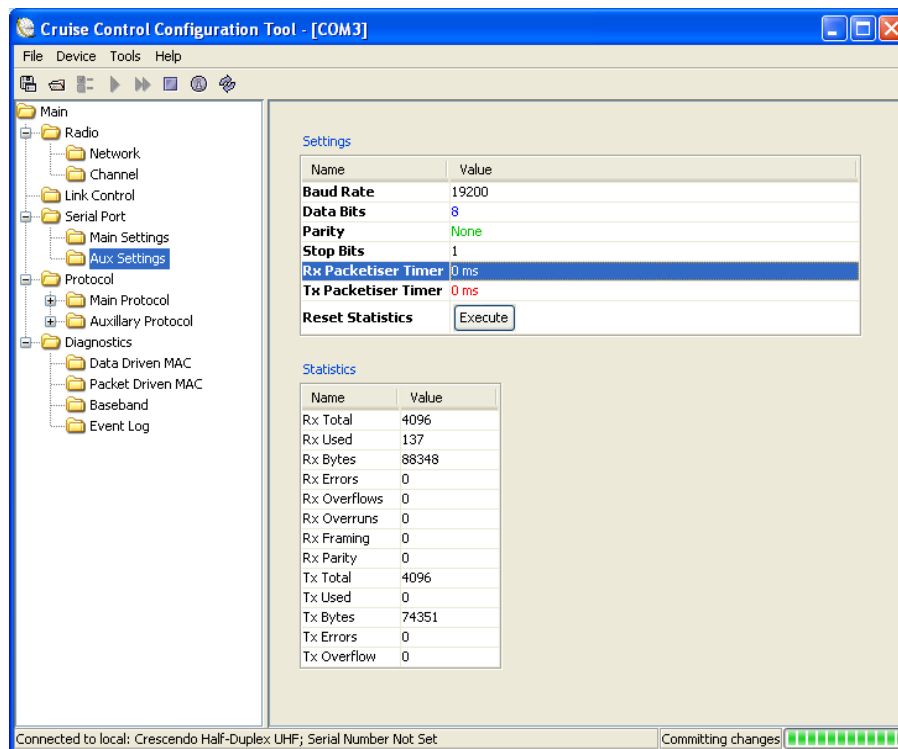 Cruise Control Configuration Tool - [COM3]
File Device Tools Help
Main
Radio
Network
Channel
Link Control
Serial Port
Main Settings
Aux Settings
Protocol
Main Protocol
Auxillary Protocol
Diagnostics
Data Driven MAC
Packet Driven MAC
Baseband
Event Log
Settings
Name Value
Baud Rate 19200
Data Bits 8
Parity None
Stop Bits 1
Rx Packetiser Timer 0 ms
Tx Packetiser Timer 0 ms
Reset Statistics Execute
Statistics
Name Value
Rx Total 4096
Rx Used 137
Rx Bytes 88348
Rx Errors 0
Rx Overflows 0
Rx Overruns 0
Rx Framing 0
Rx Parity 0
Tx Total 4096
Tx Used 0
Tx Bytes 74351
Tx Errors 0
Tx Overflow 0
Connected to local: Crescendo Half-Duplex UHF; Serial Number Not Set Committing changes